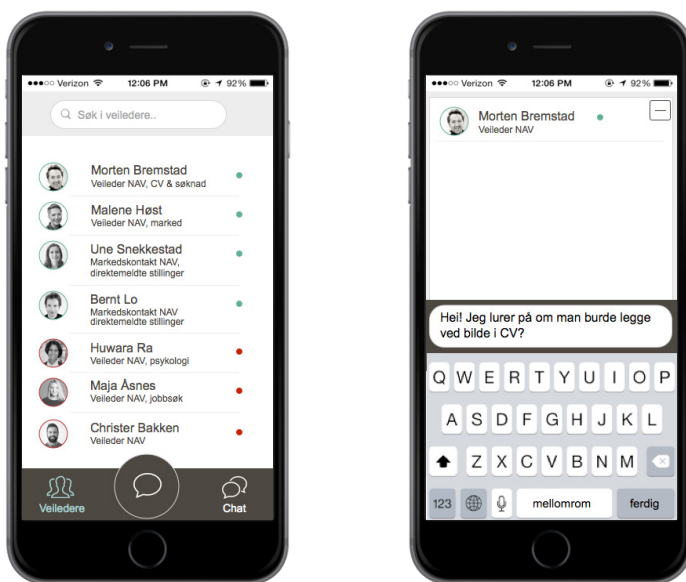 Verizon 12:06 PM 92%
Søk i veiledere..
Morten Bremstad
Veileder NAV, CV & søknad
Malene Høst
Veileder NAV, marked
Une Snekkestad
Markedskontakt NAV,
direktemeldte stillinger
Bernt Lo
Markedskontakt NAV
direktemeldte stillinger
Huwara Ra
Veileder NAV, psykologi
Maja Åsnes
Veileder NAV, jobbsøk
Christer Bakken
Veileder NAV
Veiledere
Chat
Verizon 12:06 PM 92%
Morten Bremstad
Veileder NAV
Hei! Jeg lurer på om man burde legge
ved bilde i CV?
Q W E R T Y U I O P
A S D F G H J K L
Z X C V B N M
123 mellomrom ferdig